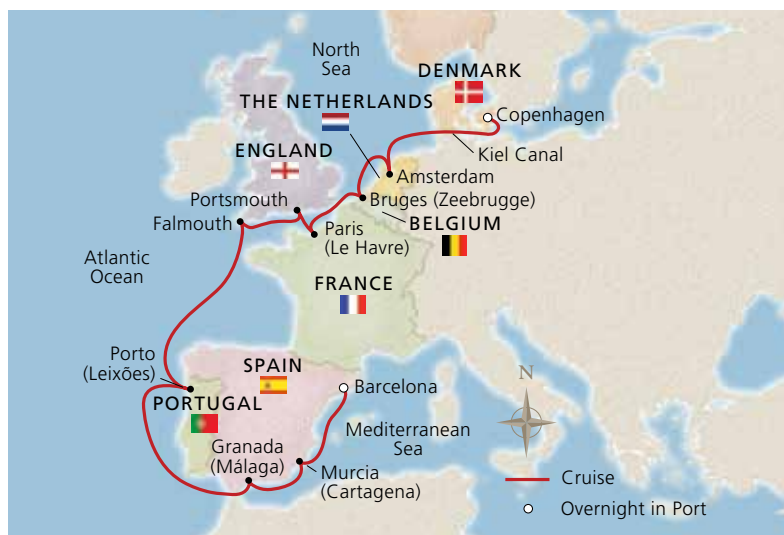 North
Sea
DENMARK
THE NETHERLANDS
Copenhagen
ENGLAND
Kiel Canal
Amsterdam
Portsmouth
Bruges (Zeebrugge)
Falmouth
BELGIUM
Paris
(Le Havre)
Atlantic
Ocean
FRANCE
Porto
(Leixões)
SPAIN
N
Barcelona
PORTUGAL
Mediterranean
Sea
Granada
(Málaga)
Murcia
(Cartagena)
Cruise
Overnight in Port